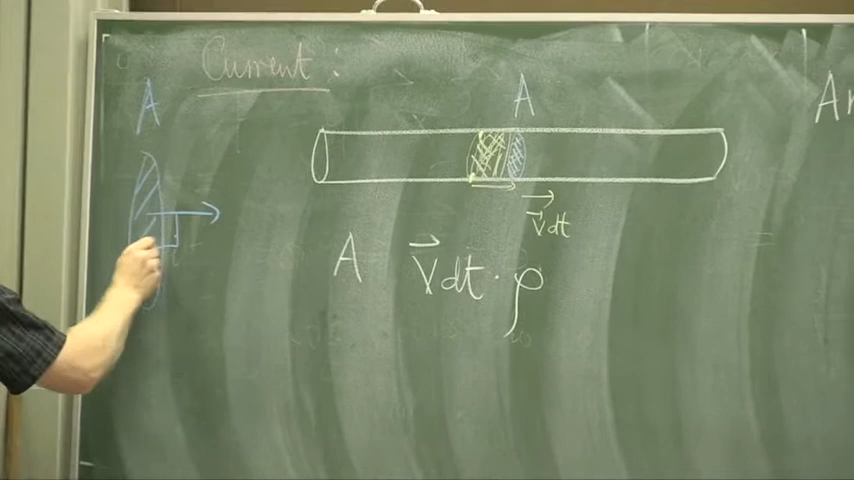 Current :
A
A
v⃗dt
A v⃗dt · ρ